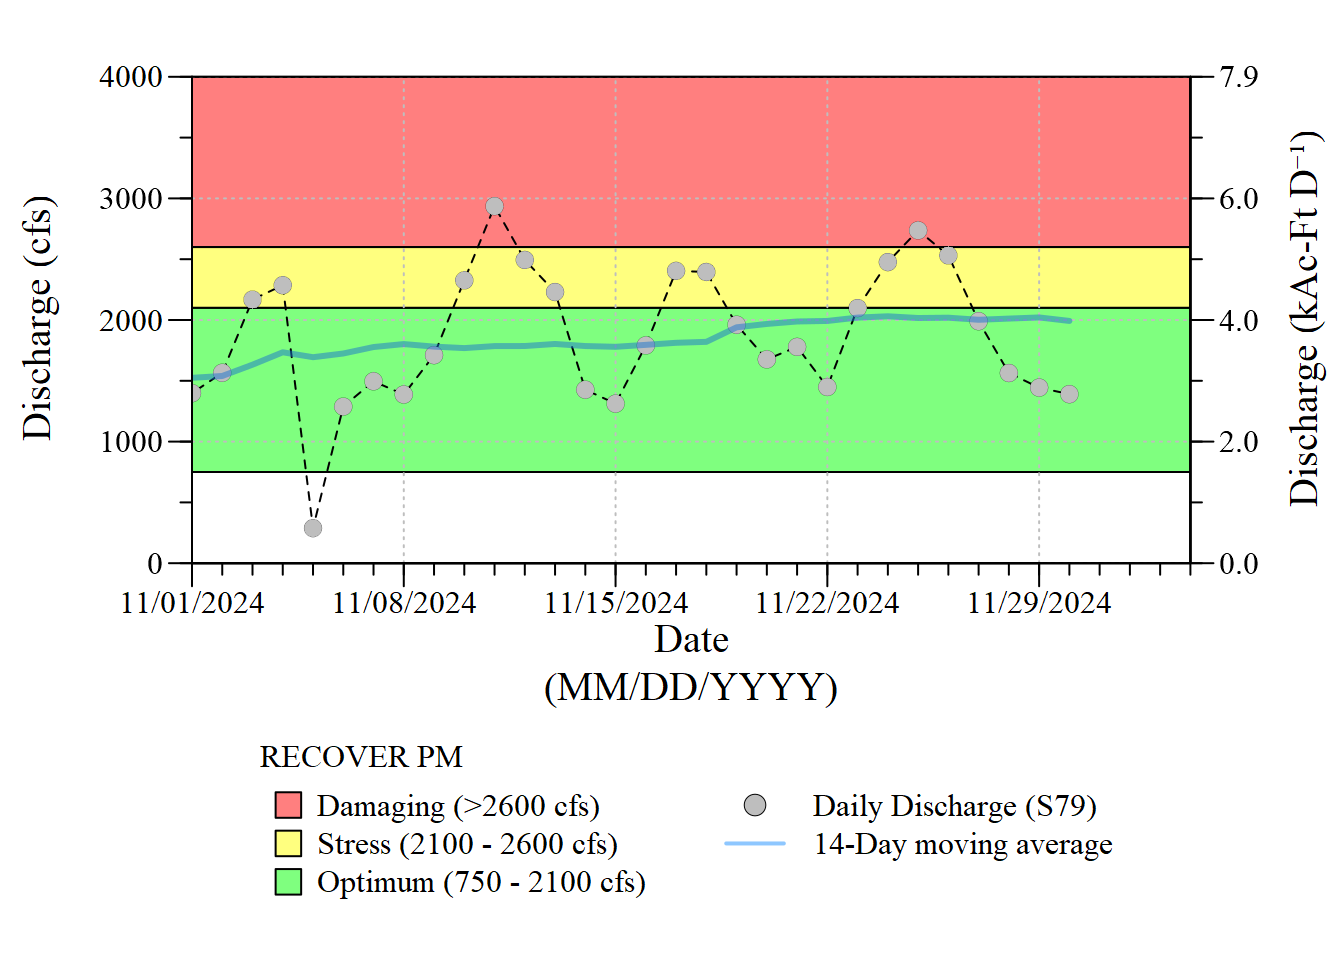 4000
3000
2000
1000
0
Discharge (cfs)
7.9
6.0
4.0
2.0
0.0
Discharge (kAc-Ft D⁻¹)
11/01/2024 11/08/2024 11/15/2024 11/22/2024 11/29/2024
Date
(MM/DD/YYYY)
RECOVER PM
Damaging (>2600 cfs)
Stress (2100 - 2600 cfs)
Optimum (750 - 2100 cfs)
Daily Discharge (S79)
14-Day moving average